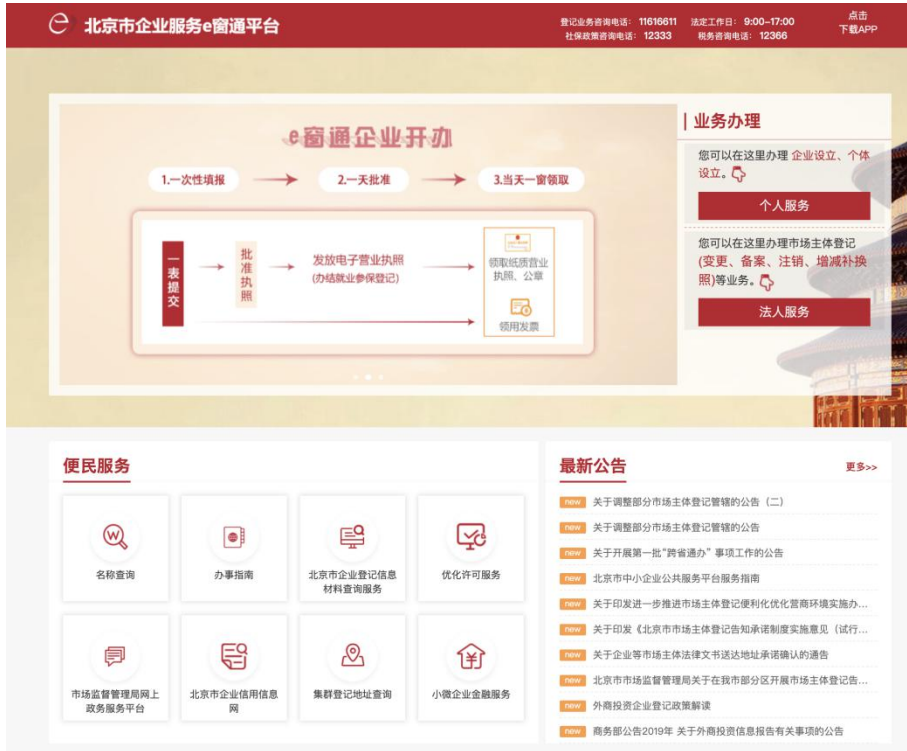 北京市企业服务e窗通平台
登记业务咨询电话: 11616611 法定工作日: 9:00-17:00
社保政策咨询电话: 12333 税务咨询电话: 12366
点击
下载APP
e窗通企业开办
1.一次性填报
2.一天批准
3.当天一窗领取
一表提交
批准执照
发放电子营业执照
(办结就业参保登记)
领取纸质营业
执照、公章
领用发票
业务办理
您可以在这里办理 企业设立、个体
设立。
个人服务
您可以在这里办理市场主体登记
(变更、备案、注销、增减补换
照)等业务。
法人服务
便民服务
名称查询
办事指南
北京市企业登记信息
材料查询服务
优化许可服务
市场监督管理局网上
政务服务平台
北京市企业信用信息
网
集群登记地址查询
小微企业金融服务
最新公告
更多>>
new 关于调整部分市场主体登记管辖的公告（二）
new 关于调整部分市场主体登记管辖的公告
new 关于开展第一批“跨省通办”事项工作的公告
new 北京市中小企业公共服务平台服务指南
new 关于印发进一步推进市场主体登记便利化优化营商环境实施办...
new 关于印发《北京市市场主体登记告知承诺制度实施意见（试行...
new 关于企业等市场主体法律文书送达地址承诺确认的通告
new 北京市市场监督管理局关于在我市部分区开展市场主体登记告...
new 外商投资企业登记政策解读
new 商务部公告2019年 关于外商投资信息报告有关事项的公告